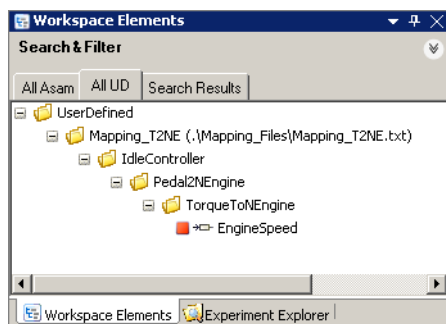 Workspace Elements
Search & Filter
All Asam All UD Search Results
UserDefined
Mapping_T2NE (.\Mapping_Files\Mapping_T2NE.txt)
IdleController
Pedal2NEngine
TorqueToNEngine
EngineSpeed
Workspace Elements Experiment Explorer